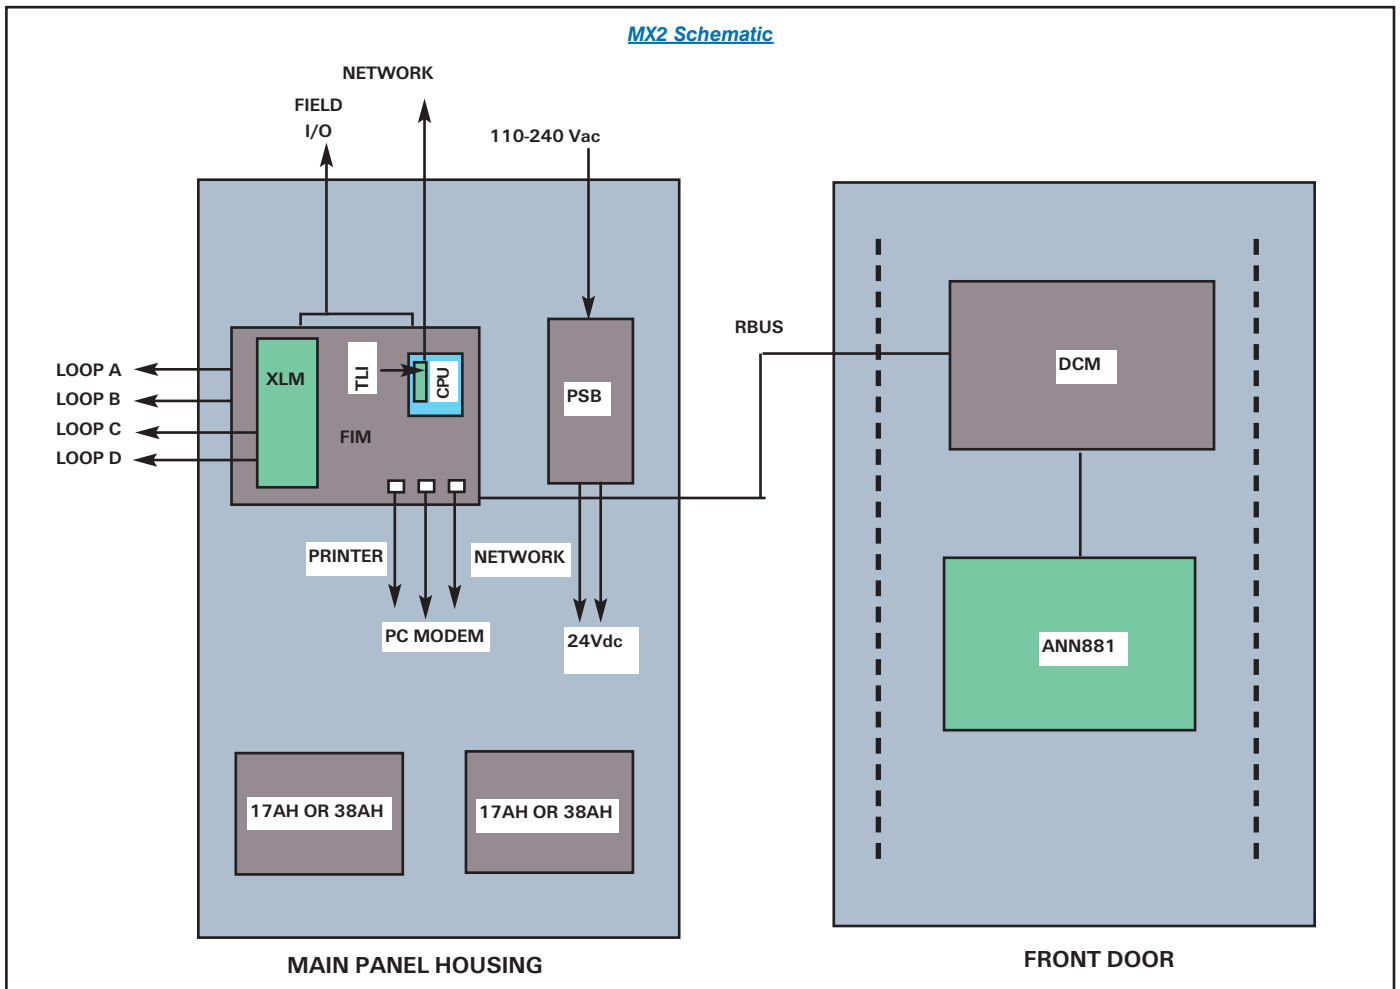 MX2 Schematic
NETWORK
FIELD
I/O
110-240 Vac
RBUS
LOOP A
LOOP B
LOOP C
LOOP D
XLM
TLI
CPU
FIM
PSB
DCM
PRINTER
NETWORK
PC MODEM
24Vdc
ANN881
17AH OR 38AH
17AH OR 38AH
MAIN PANEL HOUSING
FRONT DOOR